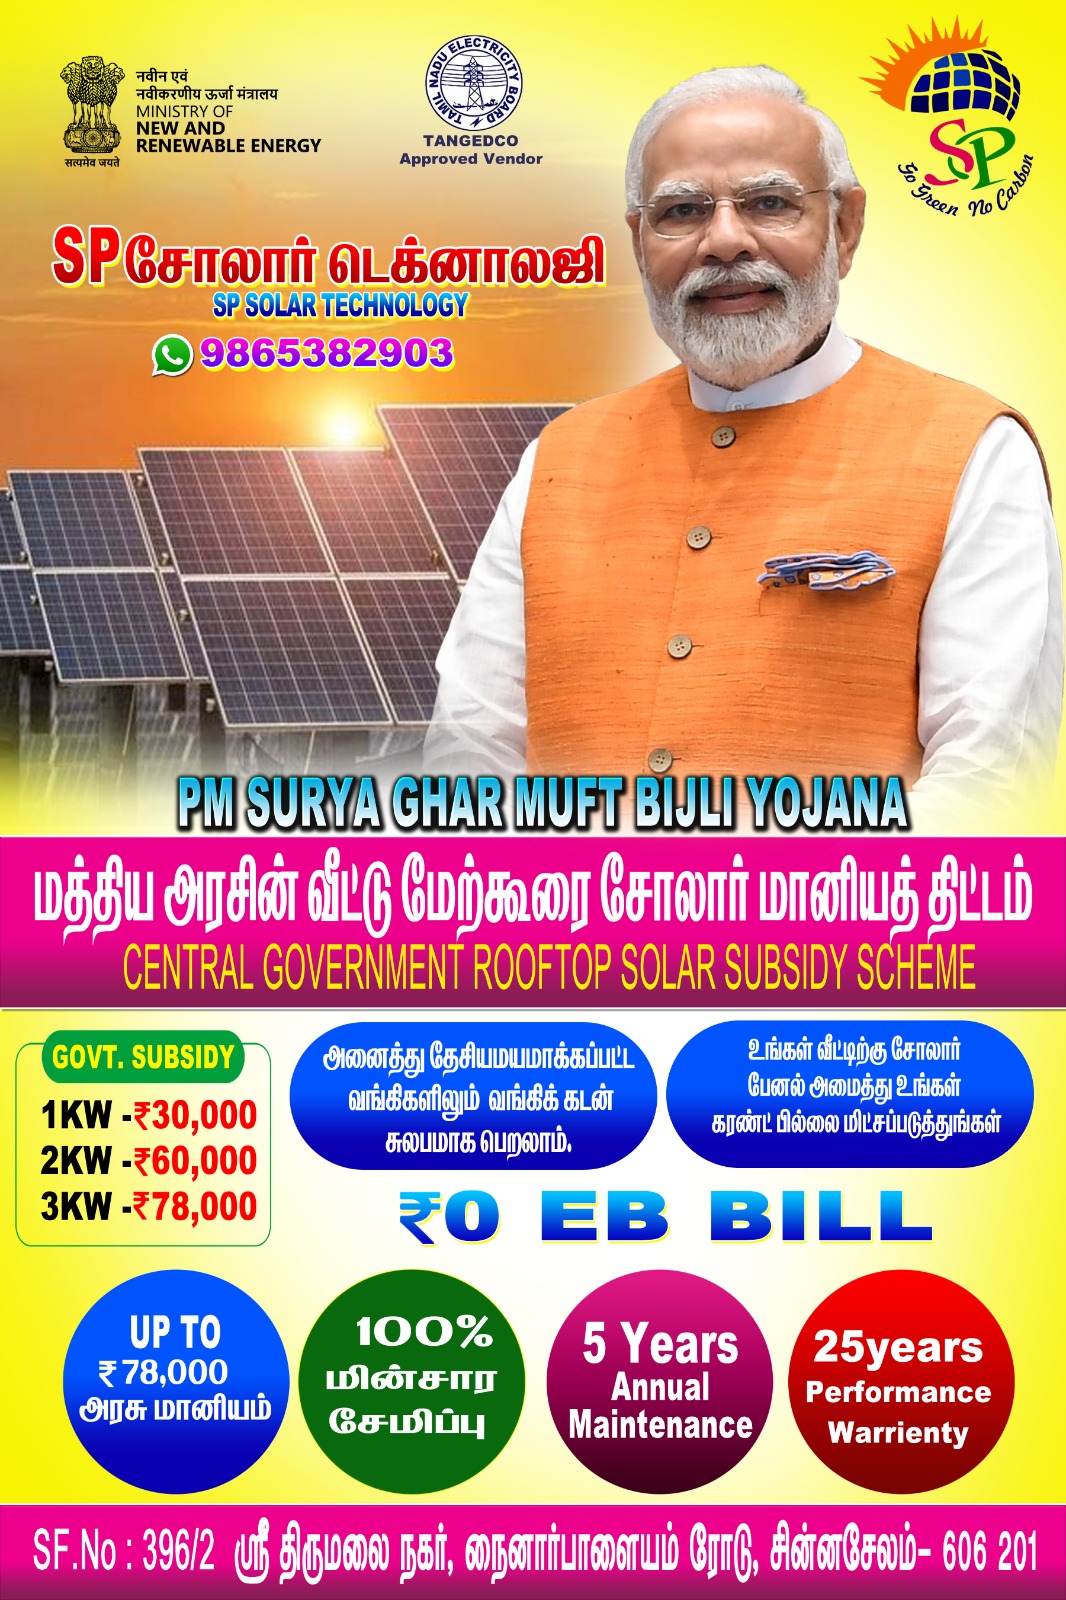 नवीन एवं
नवीकरणीय ऊर्जा मंत्रालय
MINISTRY OF
NEW AND
RENEWABLE ENERGY
सत्यमेव जयते
TAMIL NADU ELECTRICITY BOARD
TANGEDCO
Approved Vendor
SP
Go Green No Carbon
SP சோலார் டெக்னாலஜி
SP SOLAR TECHNOLOGY
9865382903
PM SURYA GHAR MUFT BIJLI YOJANA
மத்திய அரசின் வீட்டு மேற்கூரை சோலார் மானியத் திட்டம்
CENTRAL GOVERNMENT ROOFTOP SOLAR SUBSIDY SCHEME
GOVT. SUBSIDY
1KW -₹30,000
2KW -₹60,000
3KW -₹78,000
அனைத்து தேசியமயமாக்கப்பட்ட
வங்கிகளிலும் வங்கிக் கடன்
சுலபமாக பெறலாம்.
உங்கள் வீட்டிற்கு சோலார்
பேனல் அமைத்து உங்கள்
கரண்ட் பில்லை மிட்சப்படுத்துங்கள்
₹0 EB BILL
UP TO
₹ 78,000
அரசு மானியம்
100%
மின்சார
சேமிப்பு
5 Years
Annual
Maintenance
25years
Performance
Warrienty
SF.No : 396/2 ஸ்ரீ திருமலை நகர், நைனார்பாளையம் ரோடு, சின்னசேலம்- 606 201